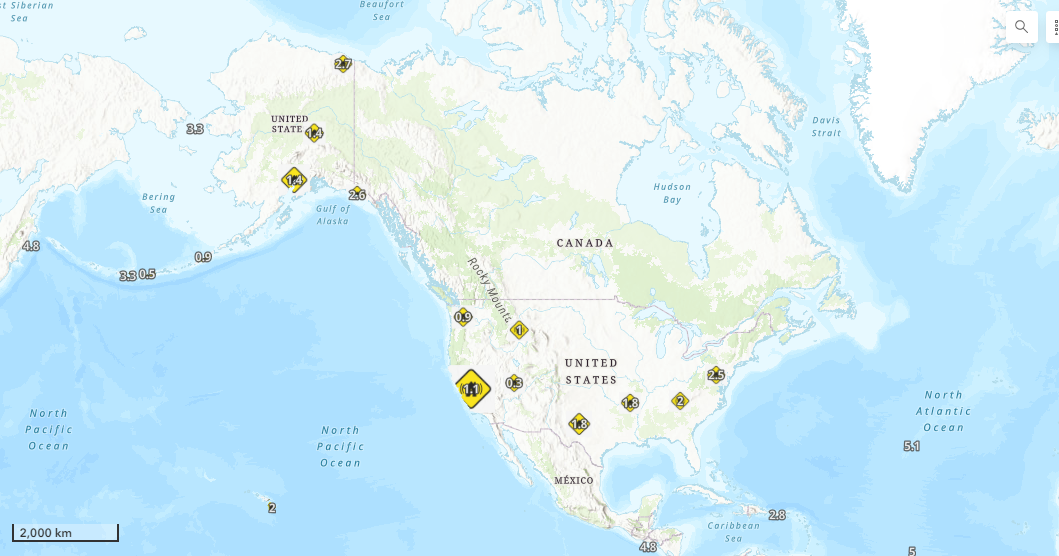 st Siberian
Sea
Beaufort
Sea
2.7
UNITED
STATE
1.4
3.3
Davis
Strait
1.4
Hudson
Bay
Bering
Sea
2.6
Gulf of
Alaska
4.8
CANADA
0.9
3.3
0.5
Rocky Mounta
0.9
1
UNITED
STATES
2.5
0.3
1.8
2
North
Atlantic
Ocean
North
Pacific
Ocean
1.8
North
Pacific
Ocean
5.1
MÉXICO
2
2.8
Caribbean
Sea
2,000 km
4.8
5